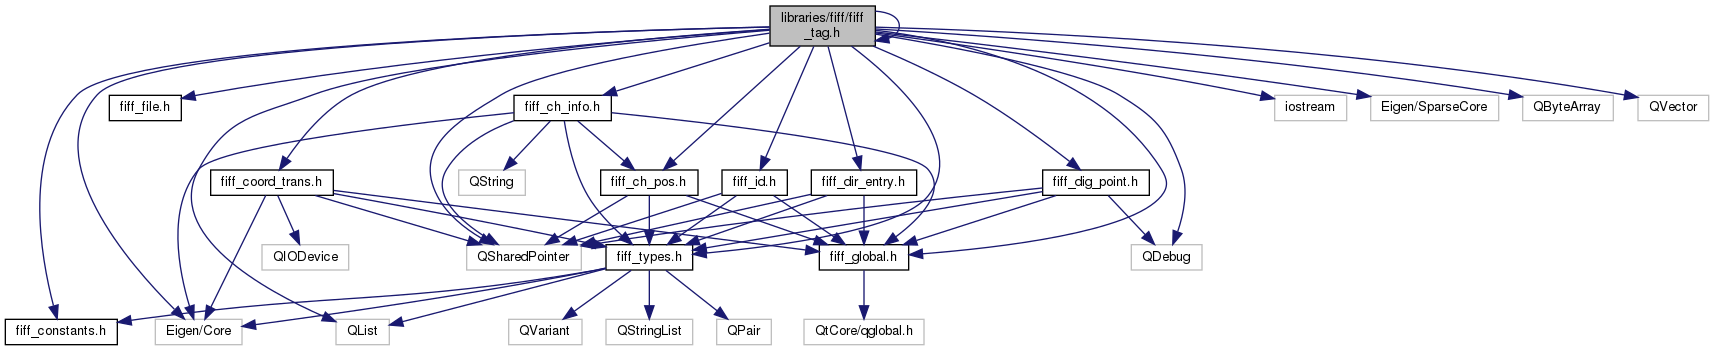 libraries/fiff/fiff
_tag.h
fiff_file.h
fiff_ch_info.h
iostream
Eigen/SparseCore
QByteArray
QVector
fiff_coord_trans.h
QString
fiff_ch_pos.h
fiff_id.h
fiff_dir_entry.h
fiff_dig_point.h
QIODevice
QSharedPointer
fiff_types.h
fiff_global.h
QDebug
fiff_constants.h
Eigen/Core
QList
QVariant
QStringList
QPair
QtCore/qglobal.h